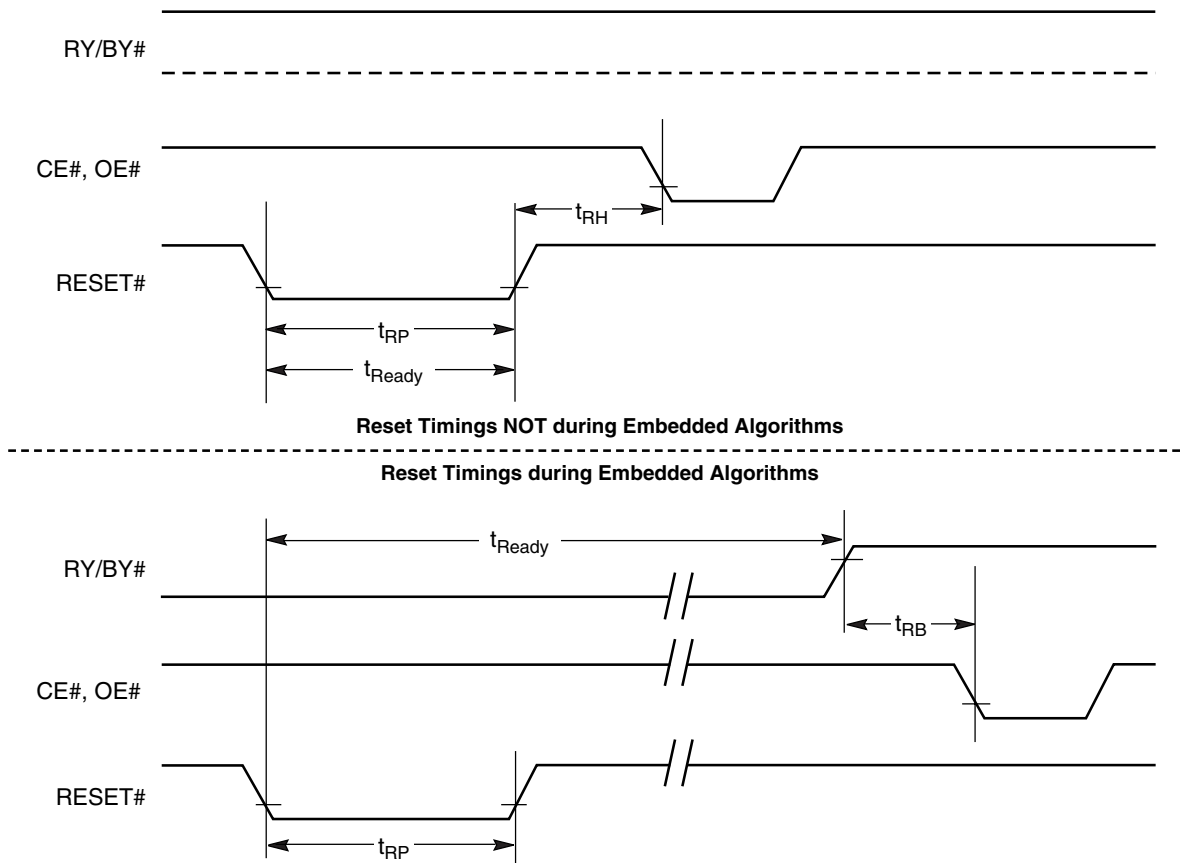 RY/BY#
CE#, OE#
tRH
RESET#
tRP
tReady
Reset Timings NOT during Embedded Algorithms
Reset Timings during Embedded Algorithms
tReady
RY/BY#
tRB
CE#, OE#
RESET#
tRP